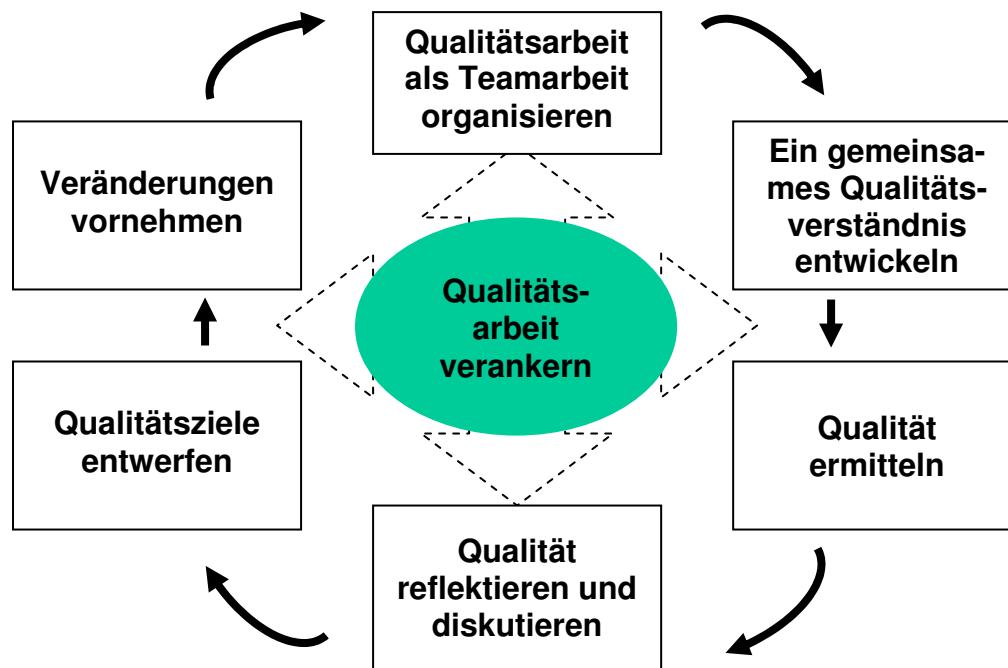 Qualitätsarbeit
als Teamarbeit
organisieren
Ein gemeinsa-
mes Qualitäts-
verständnis
entwickeln
Qualität
ermitteln
Qualität
reflektieren und
diskutieren
Qualitätsziele
entwerfen
Veränderungen
vornehmen
Qualitäts-
arbeit
verankern